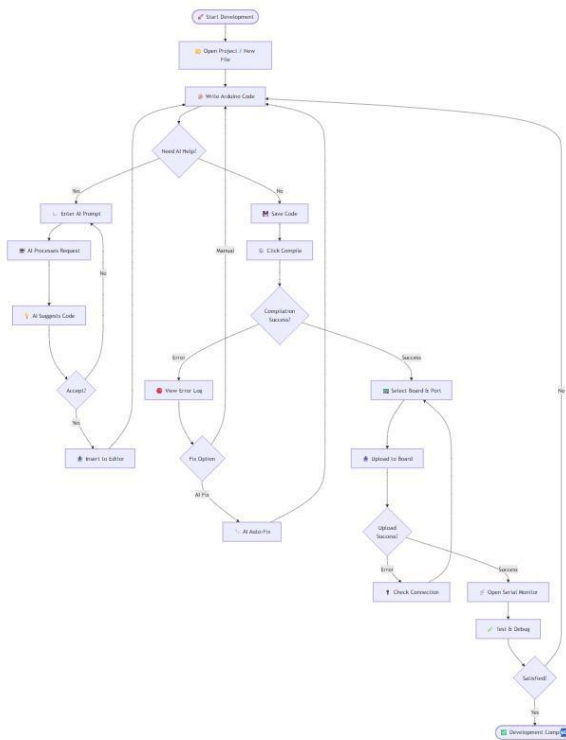 Start Development
Open Project / New
File
Write Arduino Code
Need AI Help?
Yes
No
Enter AI Prompt
Save Code
Manual
AI Processes Request
Click Compile
No
AI Suggests Code
Compilation
Success?
Error
Success
No
Accept?
View Error Log
Select Board & Port
Yes
Insert to Editor
Fix Option
Upload to Board
AI Fix
AI Auto-Fix
Upload
Success?
Error
Success
Check Connection
Open Serial Monitor
Test & Debug
Satisfied?
Yes
Development